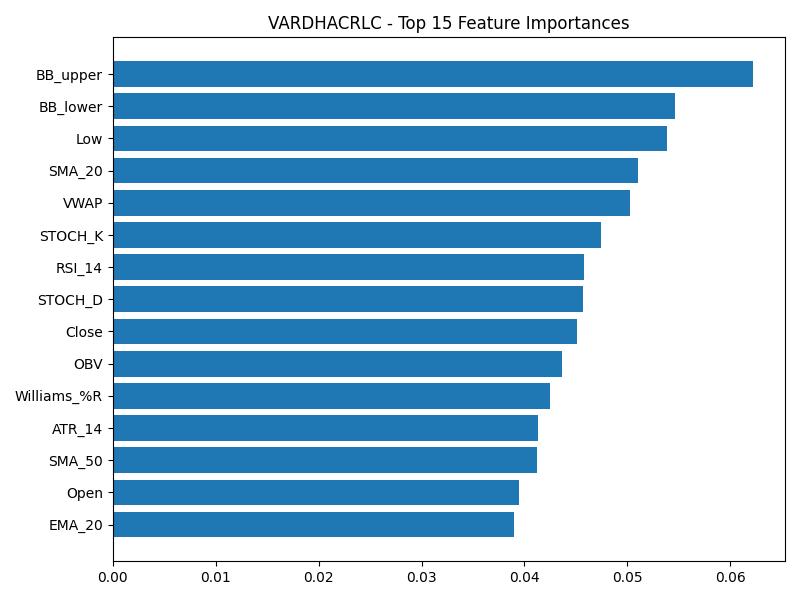 VARDHACRLC - Top 15 Feature Importances
BB_upper
BB_lower
Low
SMA_20
VWAP
STOCH_K
RSI_14
STOCH_D
Close
OBV
Williams_%R
ATR_14
SMA_50
Open
EMA_20
0.00 0.01 0.02 0.03 0.04 0.05 0.06